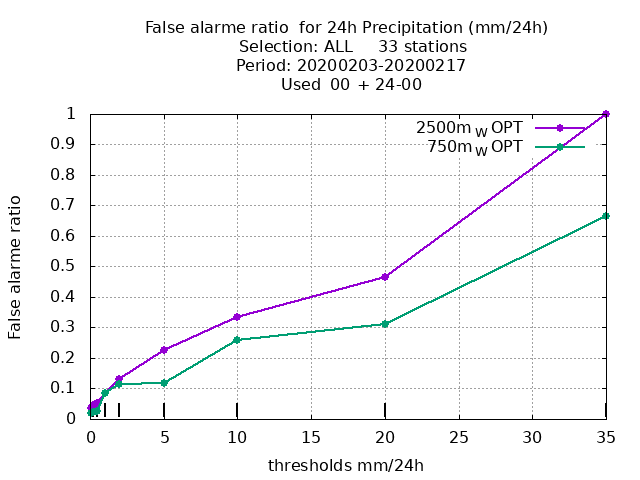 False alarme ratio  for 24h Precipitation (mm/24h)
Selection: ALL     33 stations
Period: 20200203-20200217
Used  00 + 24-00
2500m W OPT
750m W OPT
1
0.9
0.8
0.7
0.6
0.5
0.4
0.3
0.2
0.1
0
False alarme ratio
0 5 10 15 20 25 30 35
thresholds mm/24h